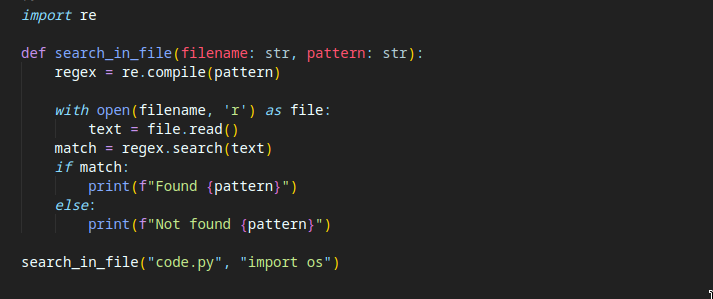 import re

def search_in_file(filename: str, pattern: str):
    regex = re.compile(pattern)

    with open(filename, 'r') as file:
        text = file.read()
    match = regex.search(text)
    if match:
        print(f"Found {pattern}")
    else:
        print(f"Not found {pattern}")

search_in_file("code.py", "import os")